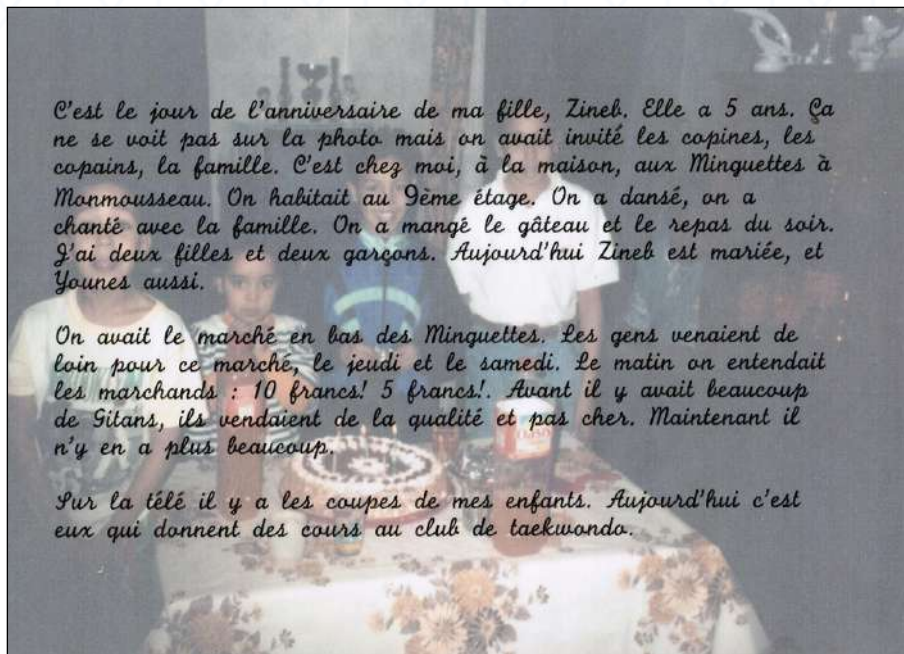 C'est le jour de l'anniversaire de ma fille, Zineb. Elle a 5 ans. Ça
ne se voit pas sur la photo mais on avait invité les copines, les
copains, la famille. C'est chez moi, à la maison, aux Minguettes à
Monmousseau. On habitait au 9ème étage. On a dansé, on a
chanté avec la famille. On a mangé le gâteau et le repas du soir.
J'ai deux filles et deux garçons. Aujourd'hui Zineb est mariée, et
Younes aussi.
On avait le marché en bas des Minguettes. Les gens venaient de
loin pour ce marché, le jeudi et le samedi. Le matin on entendait
les marchands : 10 francs! 5 francs!. Avant il y avait beaucoup
de Gitans, ils vendaient de la qualité et pas cher. Maintenant il
n'y en a plus beaucoup.
Sur la télé il y a les coupes de mes enfants. Aujourd'hui c'est
eux qui donnent des cours au club de taekwondo.